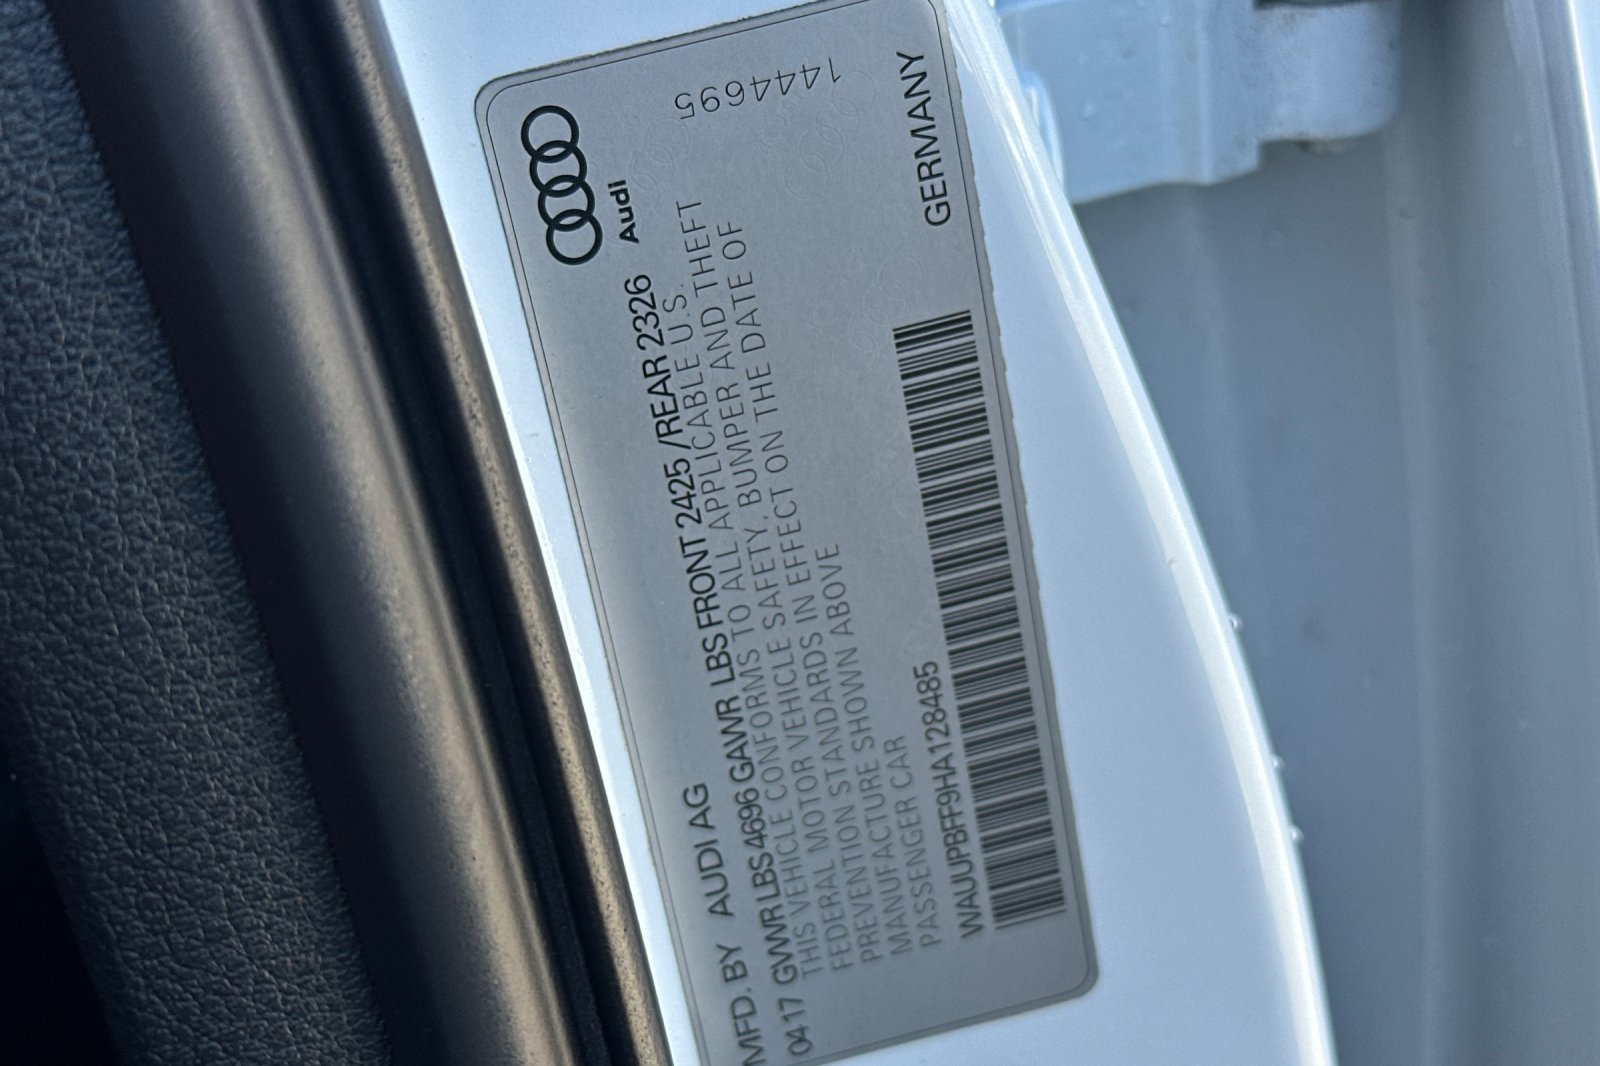 Audi
MFD. BY AUDI AG
0417 GVWR LBS 4696 GAWR LBS FRONT 2425 /REAR 2326
THIS VEHICLE CONFORMS TO ALL APPLICABLE U.S.
FEDERAL MOTOR VEHICLE SAFETY, BUMPER AND THEFT
PREVENTION STANDARDS IN EFFECT ON THE DATE OF
MANUFACTURE SHOWN ABOVE
PASSENGER CAR
WAUUPBFF9HA128485
GERMANY
1444695